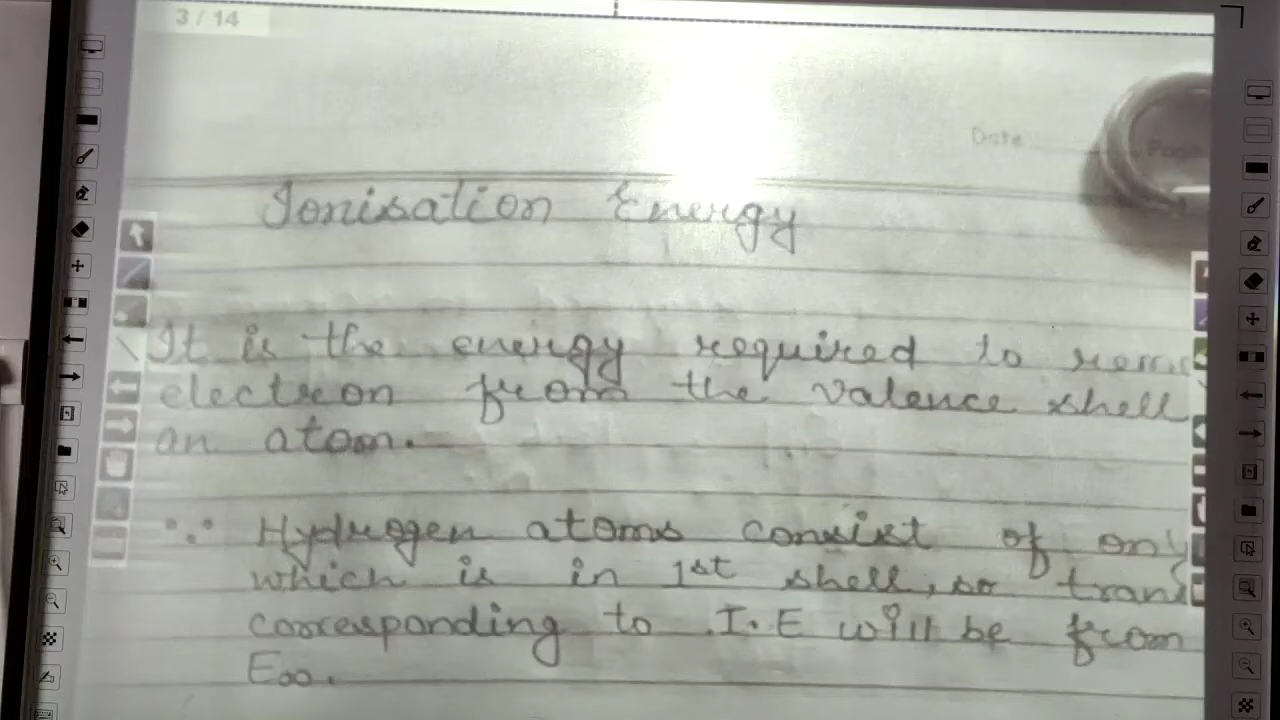 3 / 14
Date
Page
Ionisation Energy
It is the energy required to
electron from the valence shell
an atom.
∵ Hydrogen atoms consist of
which is in 1st shell, so
corresponding to I.E will be from
E∞.